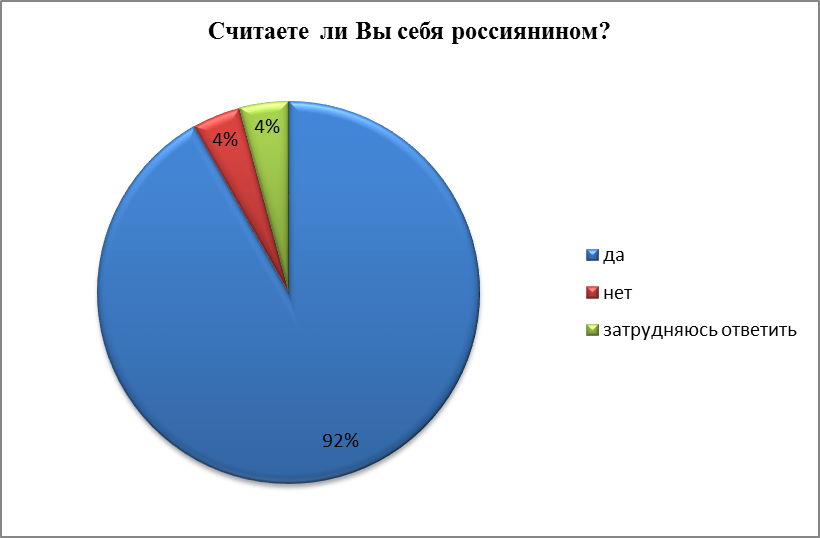 Считаете ли Вы себя россиянином?
4%
4%
92%
да
нет
затрудняюсь ответить